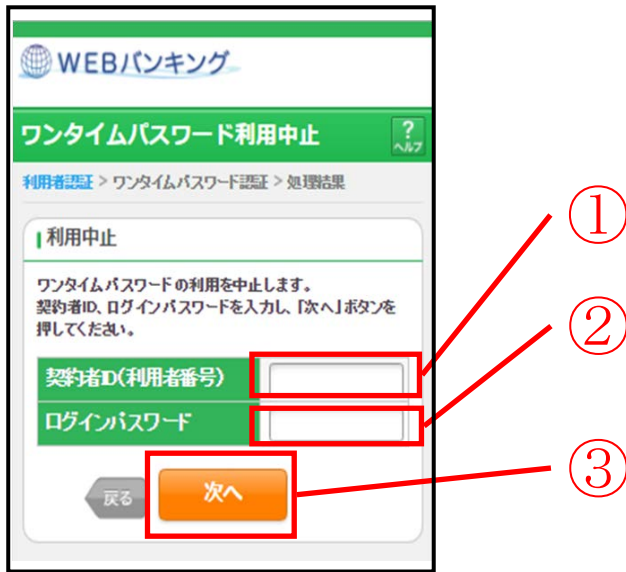 WEBバンキング
ワンタイムパスワード利用中止
?
ヘルプ
利用者認証 > ワンタイムパスワード認証 > 処理結果
利用中止
ワンタイムパスワードの利用を中止します。
契約者ID、ログインパスワードを入力し、「次へ」ボタンを
押してください。
契約者ID(利用者番号)
ログインパスワード
戻る
次へ
①
②
③